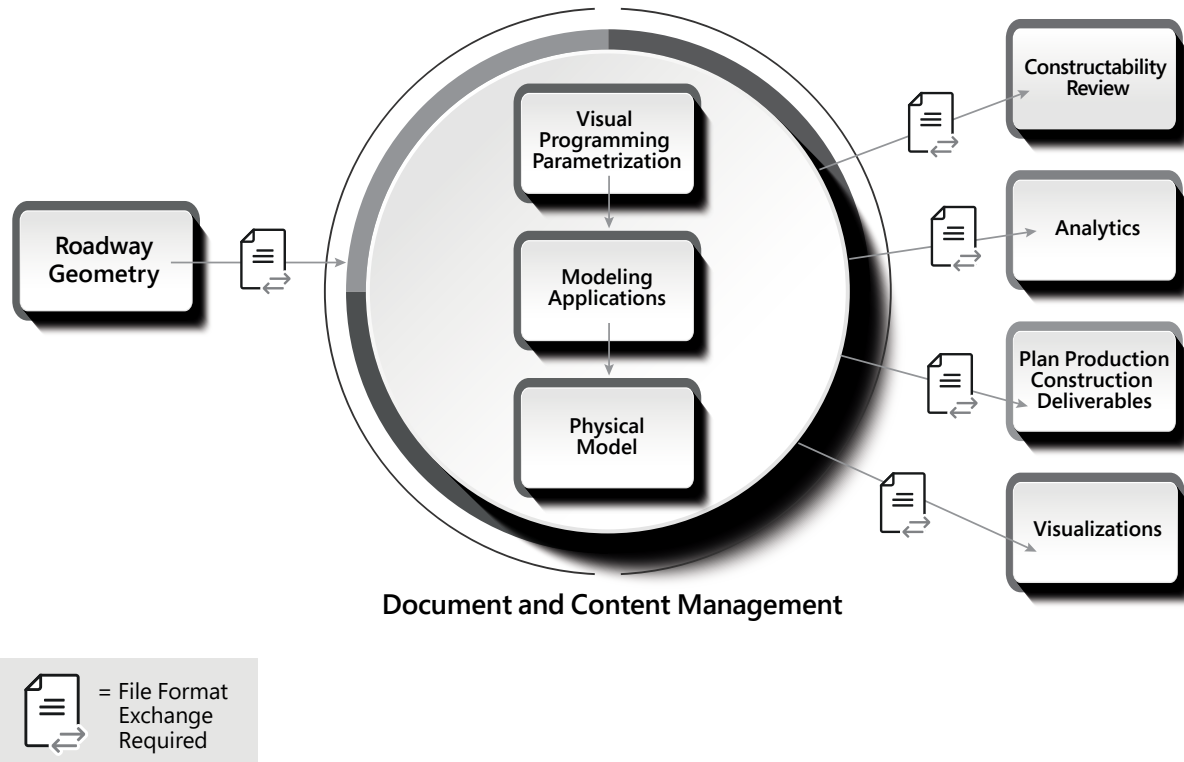 Roadway
Geometry
Visual
Programming
Parametrization
Modeling
Applications
Physical
Model
Constructability
Review
Analytics
Plan Production
Construction
Deliverables
Visualizations
Document and Content Management
= File Format
Exchange
Required